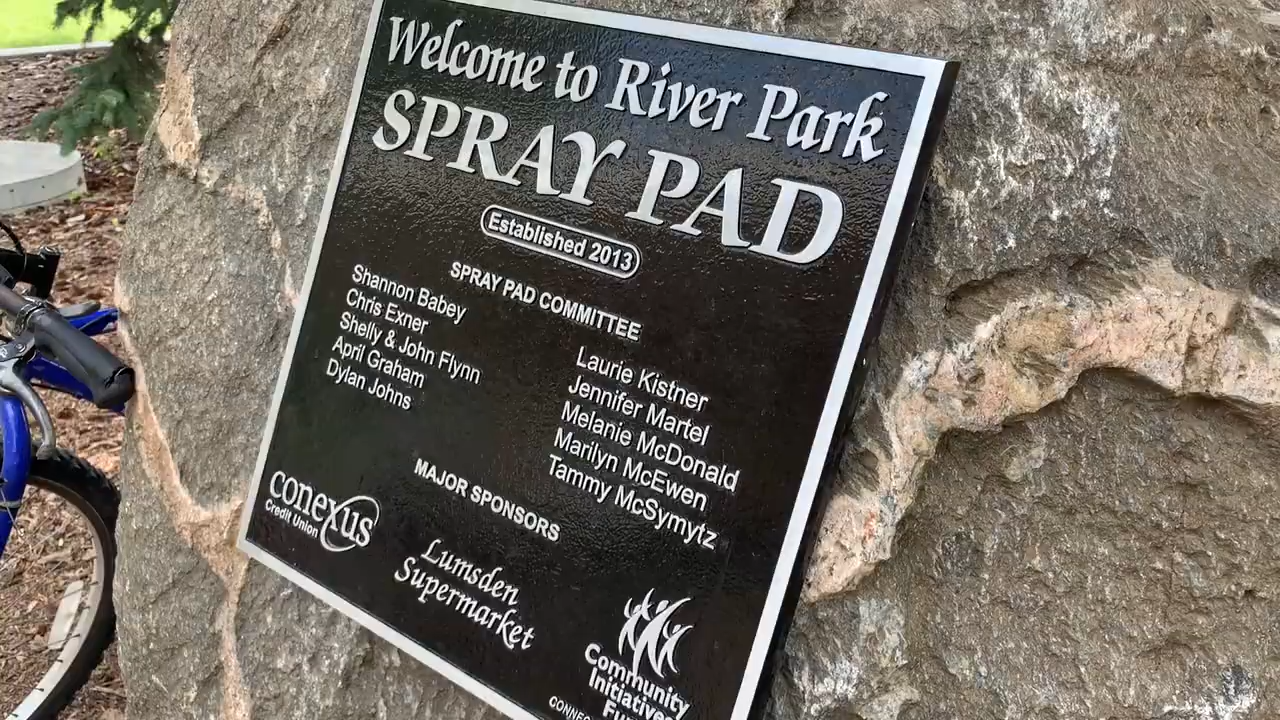 Welcome to River Park
SPRAY PAD
Established 2013
SPRAY PAD COMMITTEE
Shannon Babey
Chris Exner
Shelly & John Flynn
April Graham
Dylan Johns
Laurie Kistner
Jennifer Martel
Melanie McDonald
Marilyn McEwen
Tammy McSymytz
MAJOR SPONSORS
conexus
Credit Union
Lumsden
Supermarket
Community
Initiatives